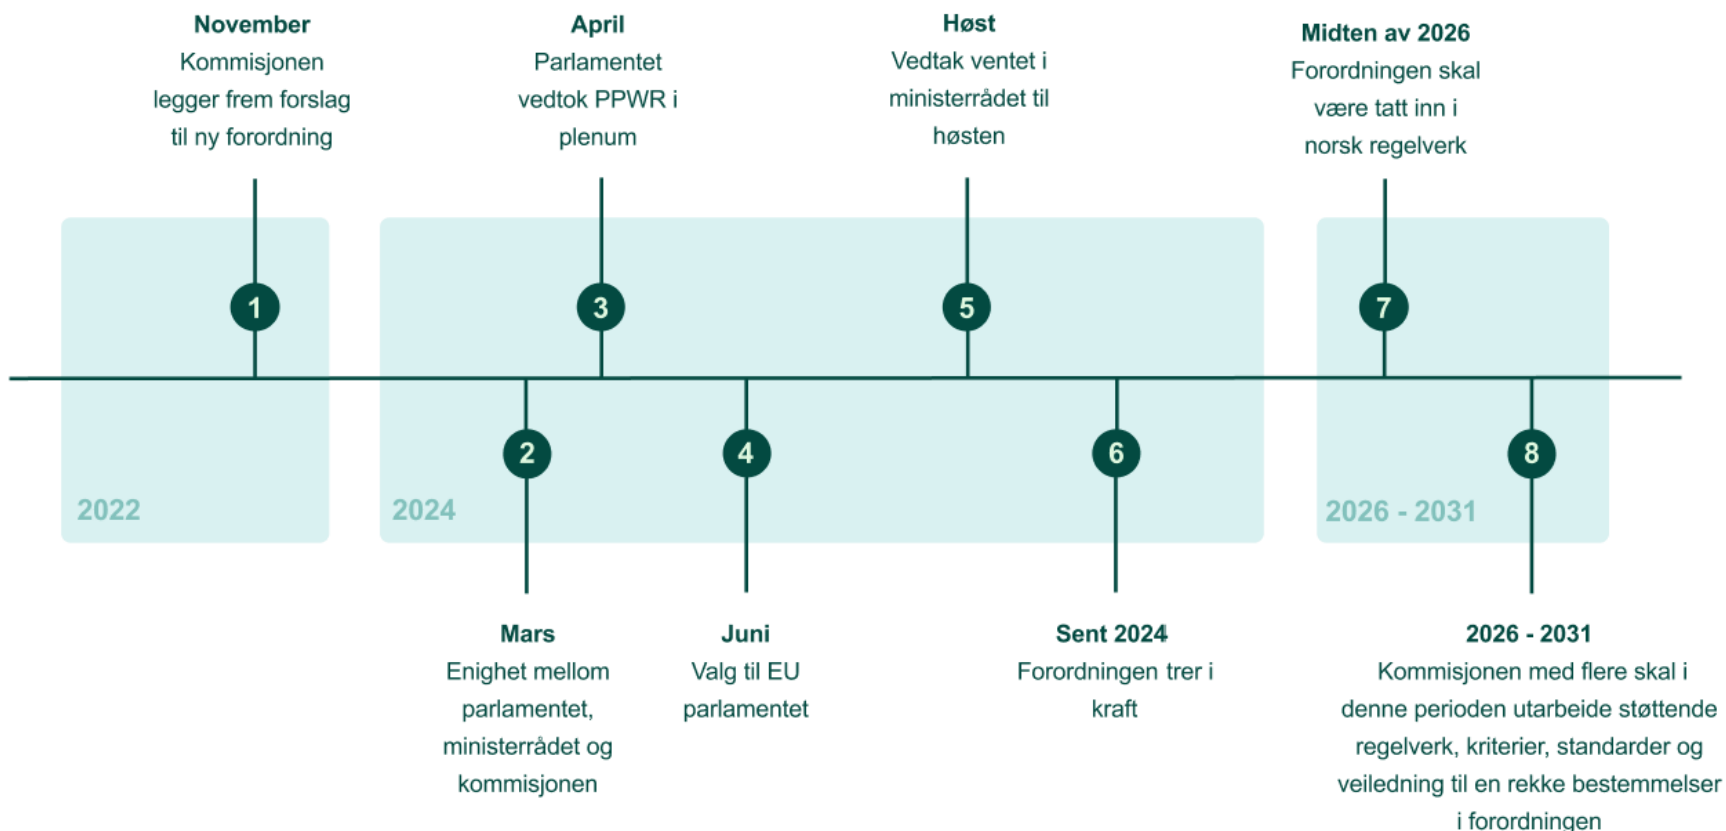 November
Kommisjonen
legger frem forslag
til ny forordning
April
Parlamentet
vedtok PPWR i
plenum
Høst
Vedtak ventet i
ministerrådet til
høsten
Midten av 2026
Forordningen skal
være tatt inn i
norsk regelverk
1
3
5
7
2
4
6
8
2022
2024
2026 - 2031
Mars
Enighet mellom
parlamentet,
ministerrådet og
kommisjonen
Juni
Valg til EU
parlamentet
Sent 2024
Forordningen trer i
kraft
2026 - 2031
Kommisjonen med flere skal i
denne perioden utarbeide støttende
regelverk, kriterier, standarder og
veiledning til en rekke bestemmelser
i forordningen